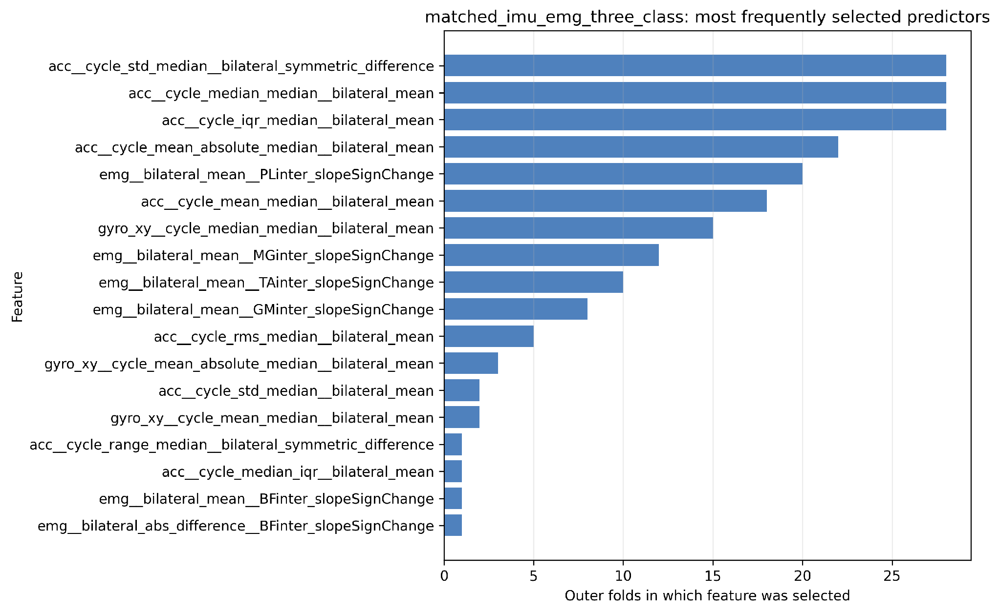 matched_imu_emg_three_class: most frequently selected predictors
acc__cycle_std_median__bilateral_symmetric_difference
acc__cycle_median_median__bilateral_mean
acc__cycle_iqr_median__bilateral_mean
acc__cycle_mean_absolute_median__bilateral_mean
emg__bilateral_mean__PLinter_slopeSignChange
acc__cycle_mean_median__bilateral_mean
gyro_xy__cycle_median_median__bilateral_mean
emg__bilateral_mean__MGinter_slopeSignChange
emg__bilateral_mean__TAinter_slopeSignChange
emg__bilateral_mean__GMinter_slopeSignChange
acc__cycle_rms_median__bilateral_mean
gyro_xy__cycle_mean_absolute_median__bilateral_mean
acc__cycle_std_median__bilateral_mean
gyro_xy__cycle_mean_median__bilateral_mean
acc__cycle_range_median__bilateral_symmetric_difference
acc__cycle_median_iqr__bilateral_mean
emg__bilateral_mean__BFinter_slopeSignChange
emg__bilateral_abs_difference__BFinter_slopeSignChange
Feature
0 5 10 15 20 25
Outer folds in which feature was selected